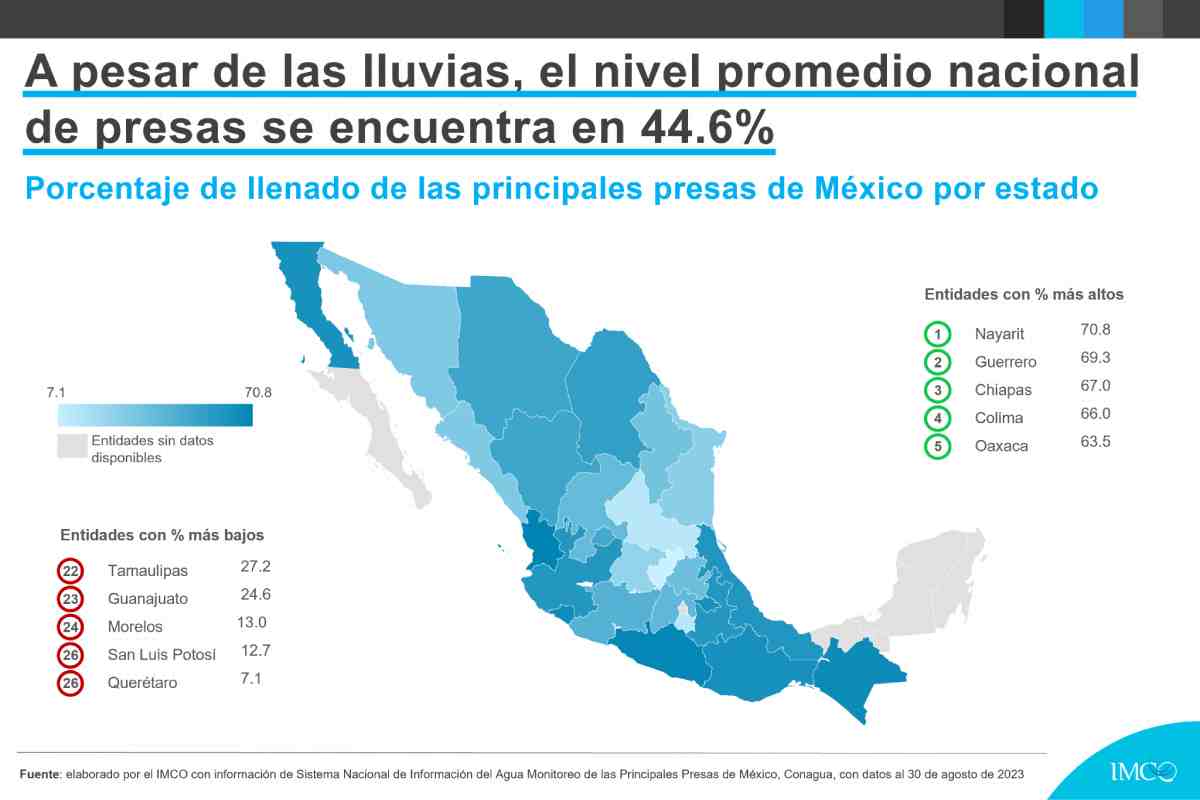 A pesar de las lluvias, el nivel promedio nacional
de presas se encuentra en 44.6%
Porcentaje de llenado de las principales presas de México por estado
7.1 70.8
Entidades sin datos
disponibles
Entidades con % más altos
1 Nayarit 70.8
2 Guerrero 69.3
3 Chiapas 67.0
4 Colima 66.0
5 Oaxaca 63.5
Entidades con % más bajos
22 Tamaulipas 27.2
23 Guanajuato 24.6
24 Morelos 13.0
26 San Luis Potosí 12.7
26 Querétaro 7.1
Fuente: elaborado por el IMCO con información de Sistema Nacional de Información del Agua Monitoreo de las Principales Presas de México, Conagua, con datos al 30 de agosto de 2023
IMCO